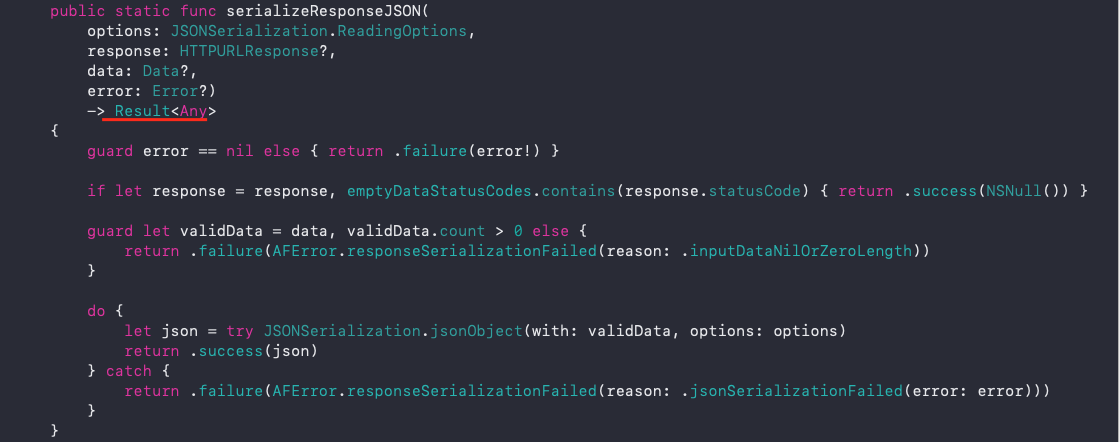 public static func serializeResponseJSON(
options: JSONSerialization.ReadingOptions,
response: HTTPURLResponse?,
data: Data?,
error: Error?)
-> Result<Any>
{
guard error == nil else { return .failure(error!) }
if let response = response, emptyDataStatusCodes.contains(response.statusCode) { return .success(NSNull()) }
guard let validData = data, validData.count > 0 else {
return .failure(AFError.responseSerializationFailed(reason: .inputDataNilOrZeroLength))
}
do {
let json = try JSONSerialization.jsonObject(with: validData, options: options)
return .success(json)
} catch {
return .failure(AFError.responseSerializationFailed(reason: .jsonSerializationFailed(error: error)))
}
}